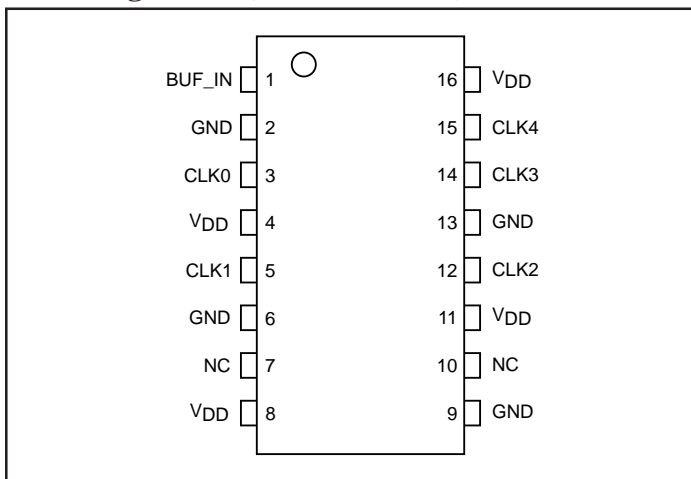 BUF_IN 1 16 VDD
GND 2 15 CLK4
CLK0 3 14 CLK3
VDD 4 13 GND
CLK1 5 12 CLK2
GND 6 11 VDD
NC 7 10 NC
VDD 8 9 GND